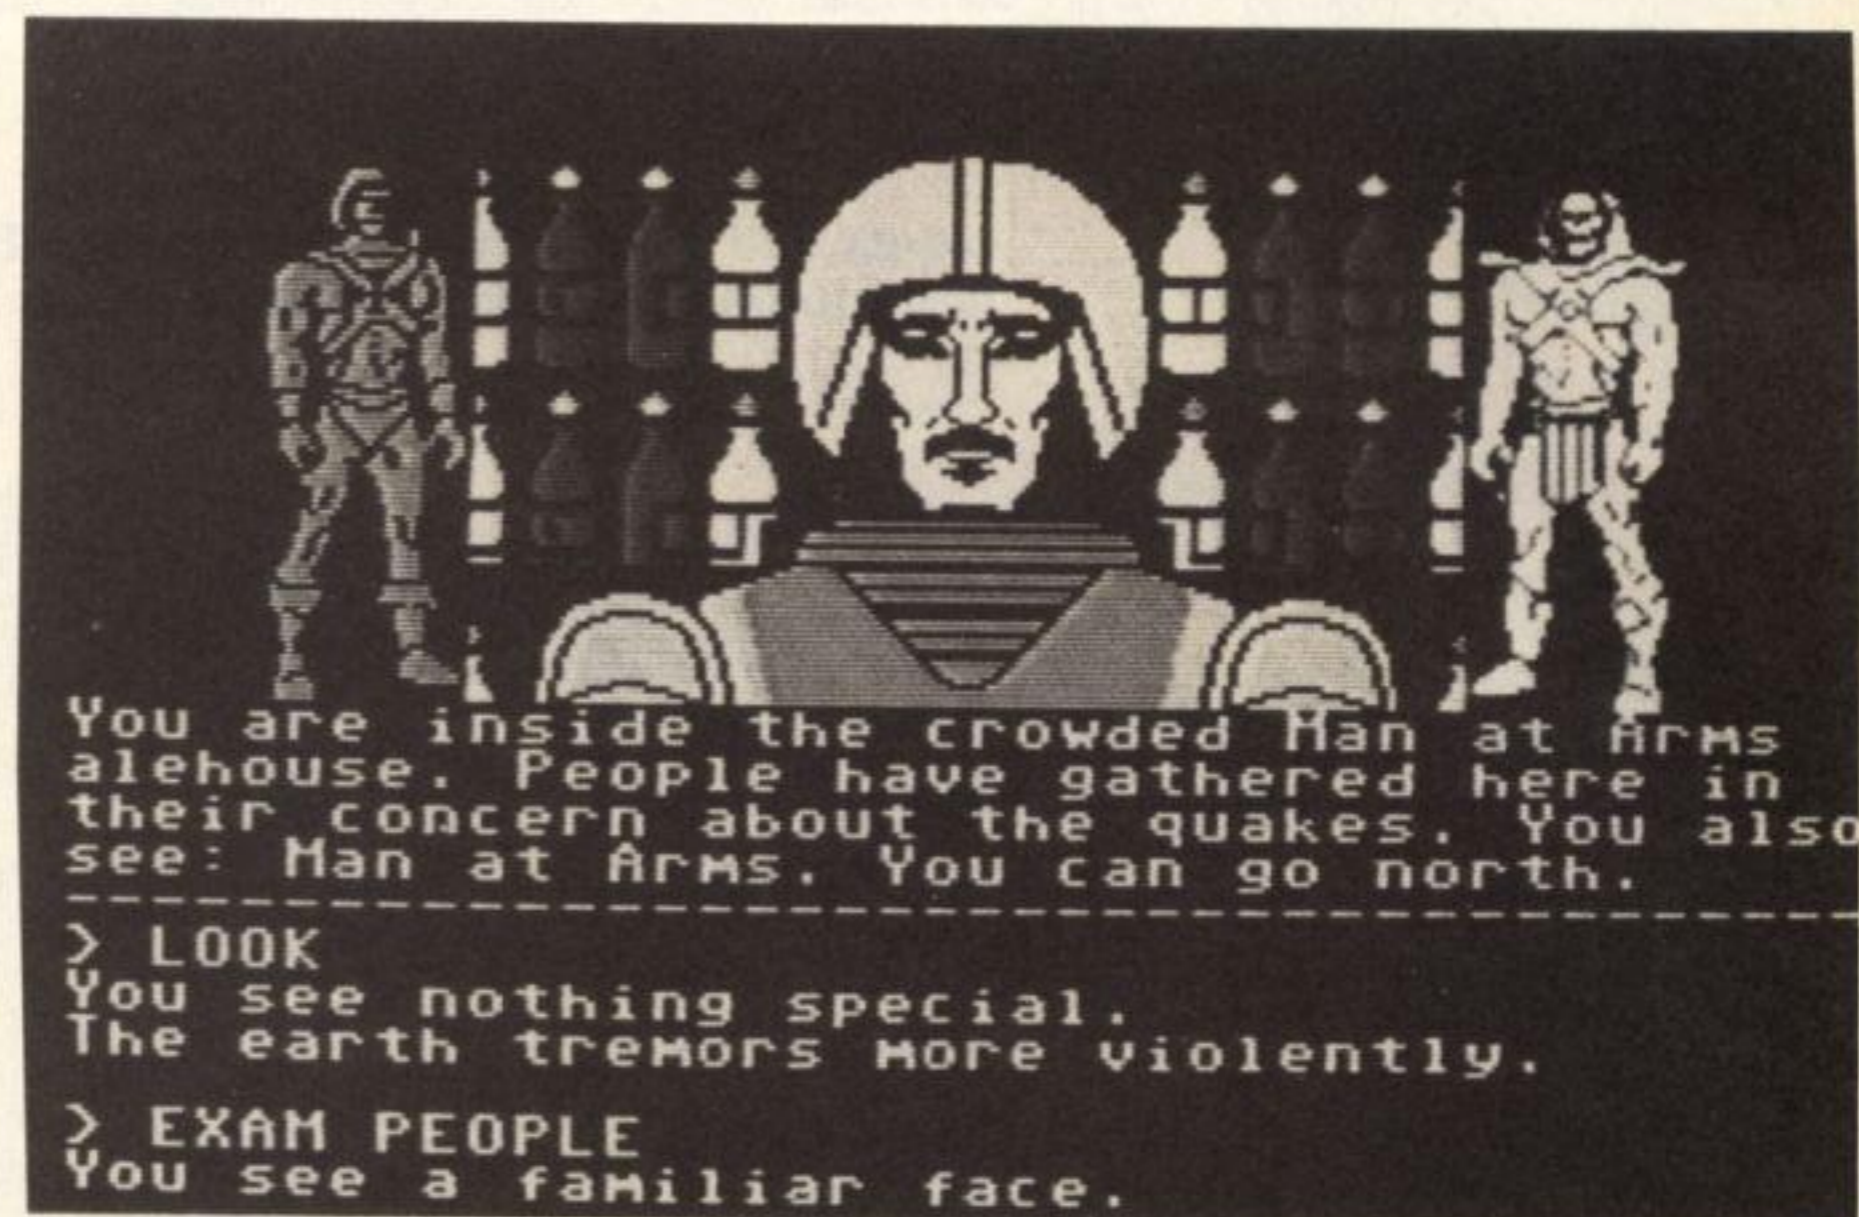 You are inside the crowded Man at Arms
alehouse. People have gathered here in
their concern about the quakes. You also
see: Man at Arms. You can go north.
----------------------------------------
> LOOK
You see nothing special.
The earth tremors more violently.
> EXAM PEOPLE
You see a familiar face.